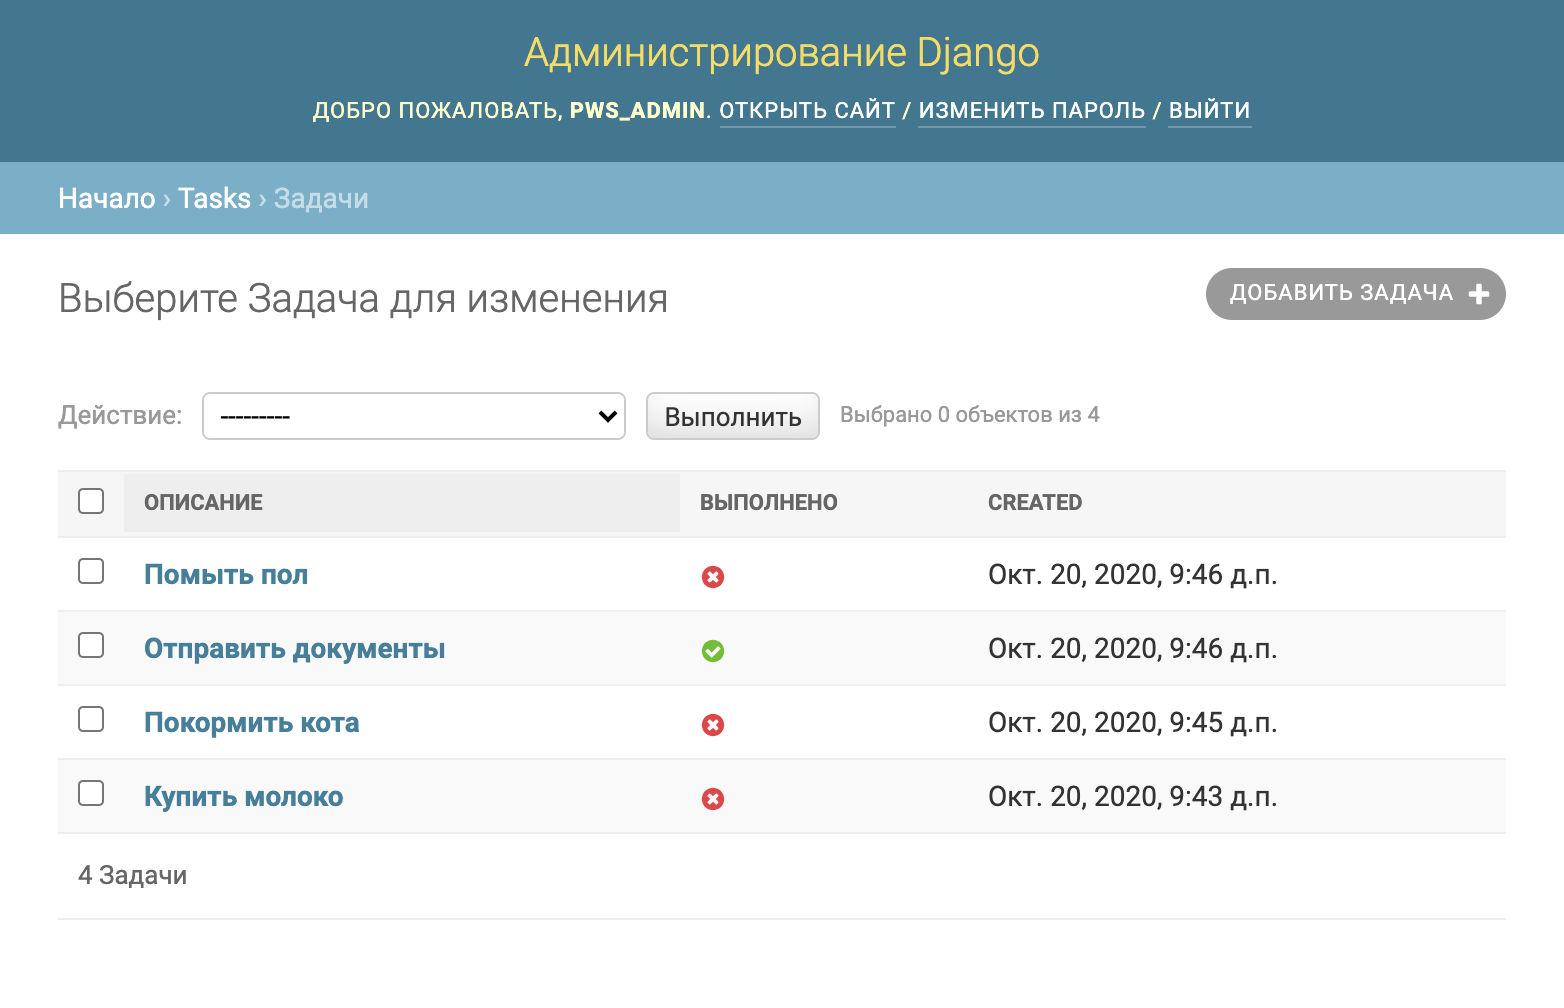 Администрирование Django
ДОБРО ПОЖАЛОВАТЬ, PWS_ADMIN. ОТКРЫТЬ САЙТ / ИЗМЕНИТЬ ПАРОЛЬ / ВЫЙТИ
Начало › Tasks › Задачи
Выберите Задача для изменения
ДОБАВИТЬ ЗАДАЧА +
Действие: --------- Выполнить Выбрано 0 объектов из 4
ОПИСАНИЕ ВЫПОЛНЕНО CREATED
Помыть пол Окт. 20, 2020, 9:46 д.п.
Отправить документы Окт. 20, 2020, 9:46 д.п.
Покормить кота Окт. 20, 2020, 9:45 д.п.
Купить молоко Окт. 20, 2020, 9:43 д.п.
4 Задачи